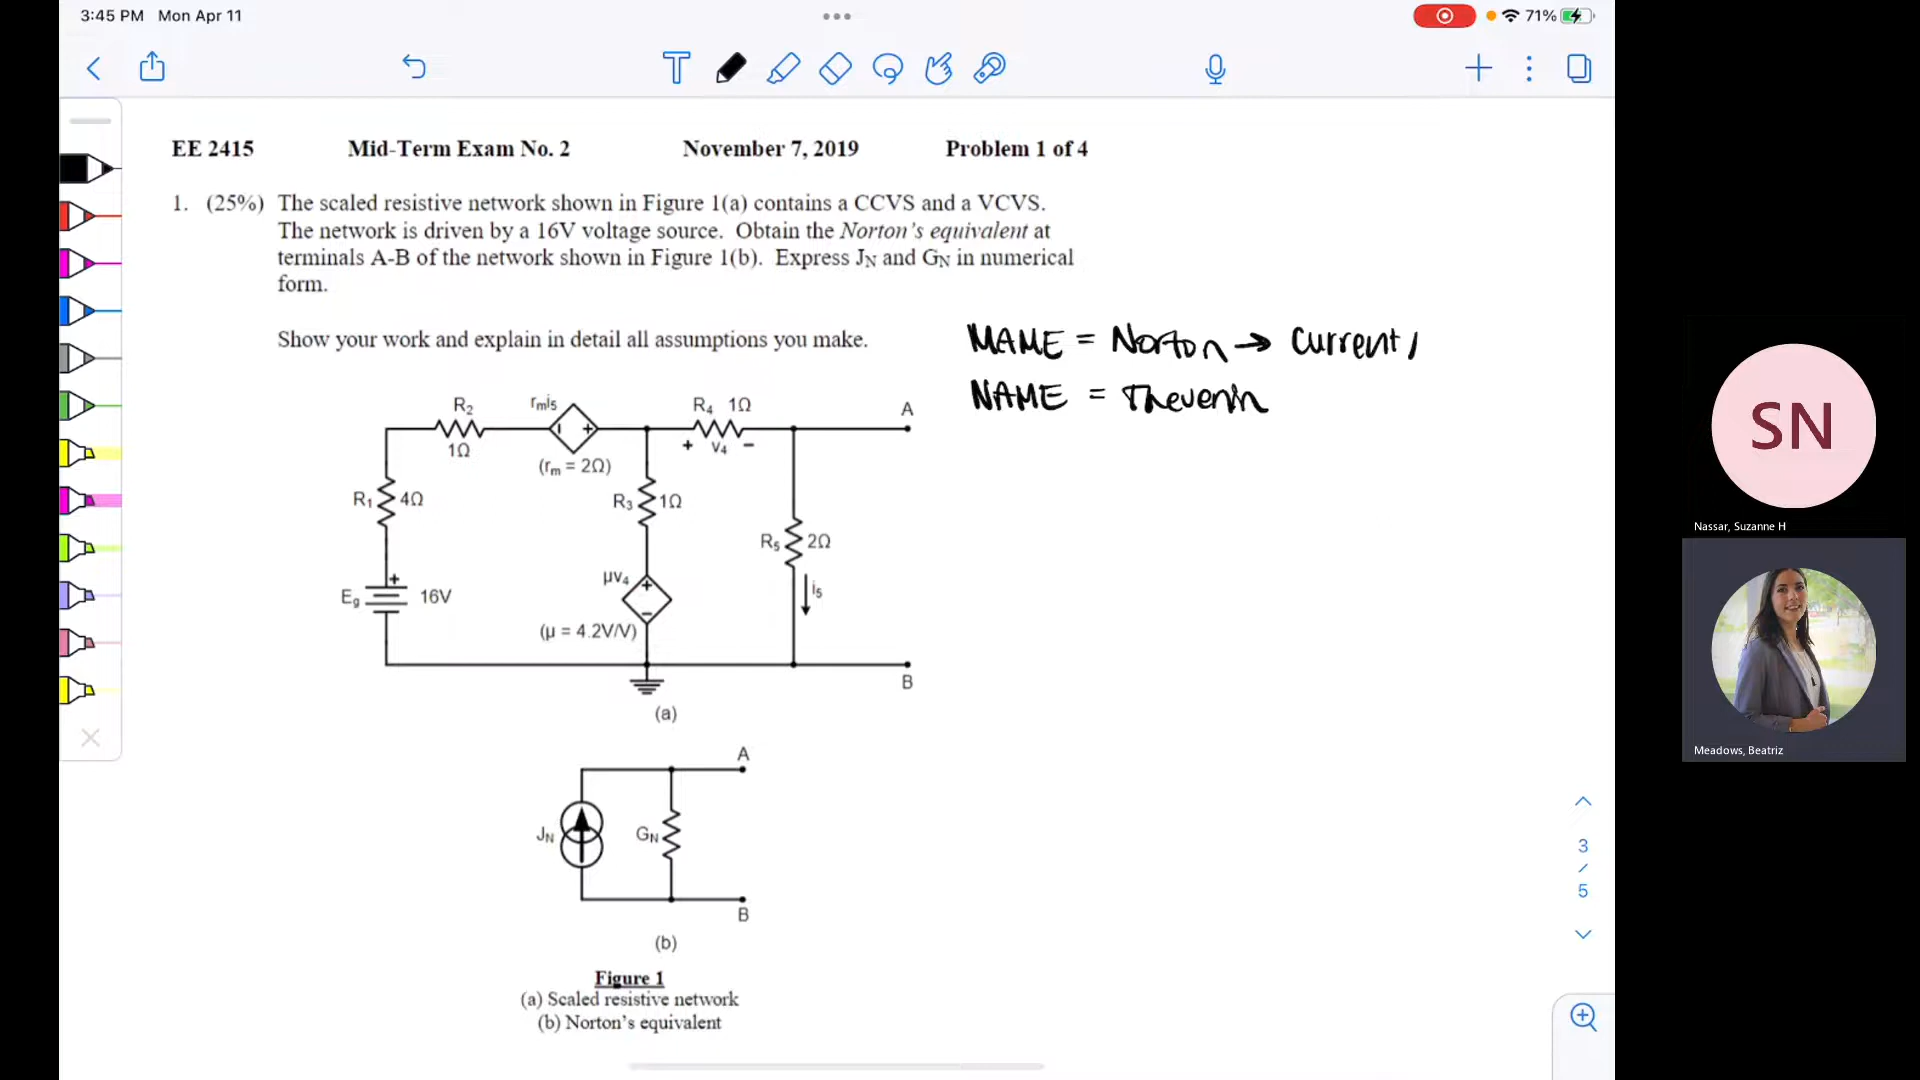 3:45 PM Mon Apr 11
71%
EE 2415 Mid-Term Exam No. 2 November 7, 2019 Problem 1 of 4
1. (25%) The scaled resistive network shown in Figure 1(a) contains a CCVS and a VCVS.
The network is driven by a 16V voltage source. Obtain the Norton's equivalent at
terminals A-B of the network shown in Figure 1(b). Express JN and GN in numerical
form.
Show your work and explain in detail all assumptions you make.
MAME = Norton → Current,
NAME = Thevenin
R2
1Ω
rmi5
+
(rm = 2Ω)
R4 1Ω
+ V4 -
A
R1 4Ω
R3 1Ω
R5 2Ω
i5
Eg + 16V
μV4
+
-
(μ = 4.2V/V)
B
(a)
A
JN GN
B
(b)
Figure 1
(a) Scaled resistive network
(b) Norton's equivalent
SN
Nassar, Suzanne H
Meadows, Beatriz
3
/
5